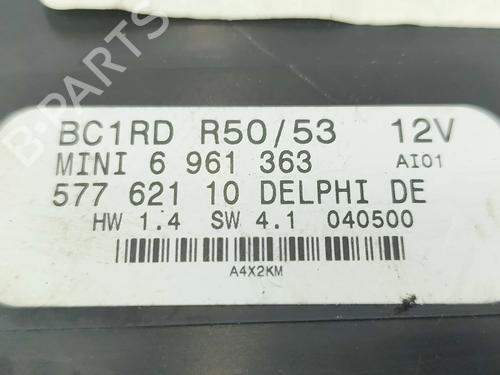 BC1RD R50/53 12V
MINI 6 961 363 AI01
577 621 10 DELPHI DE
HW 1.4 SW 4.1 040500
A4X2KM
B-PARTS